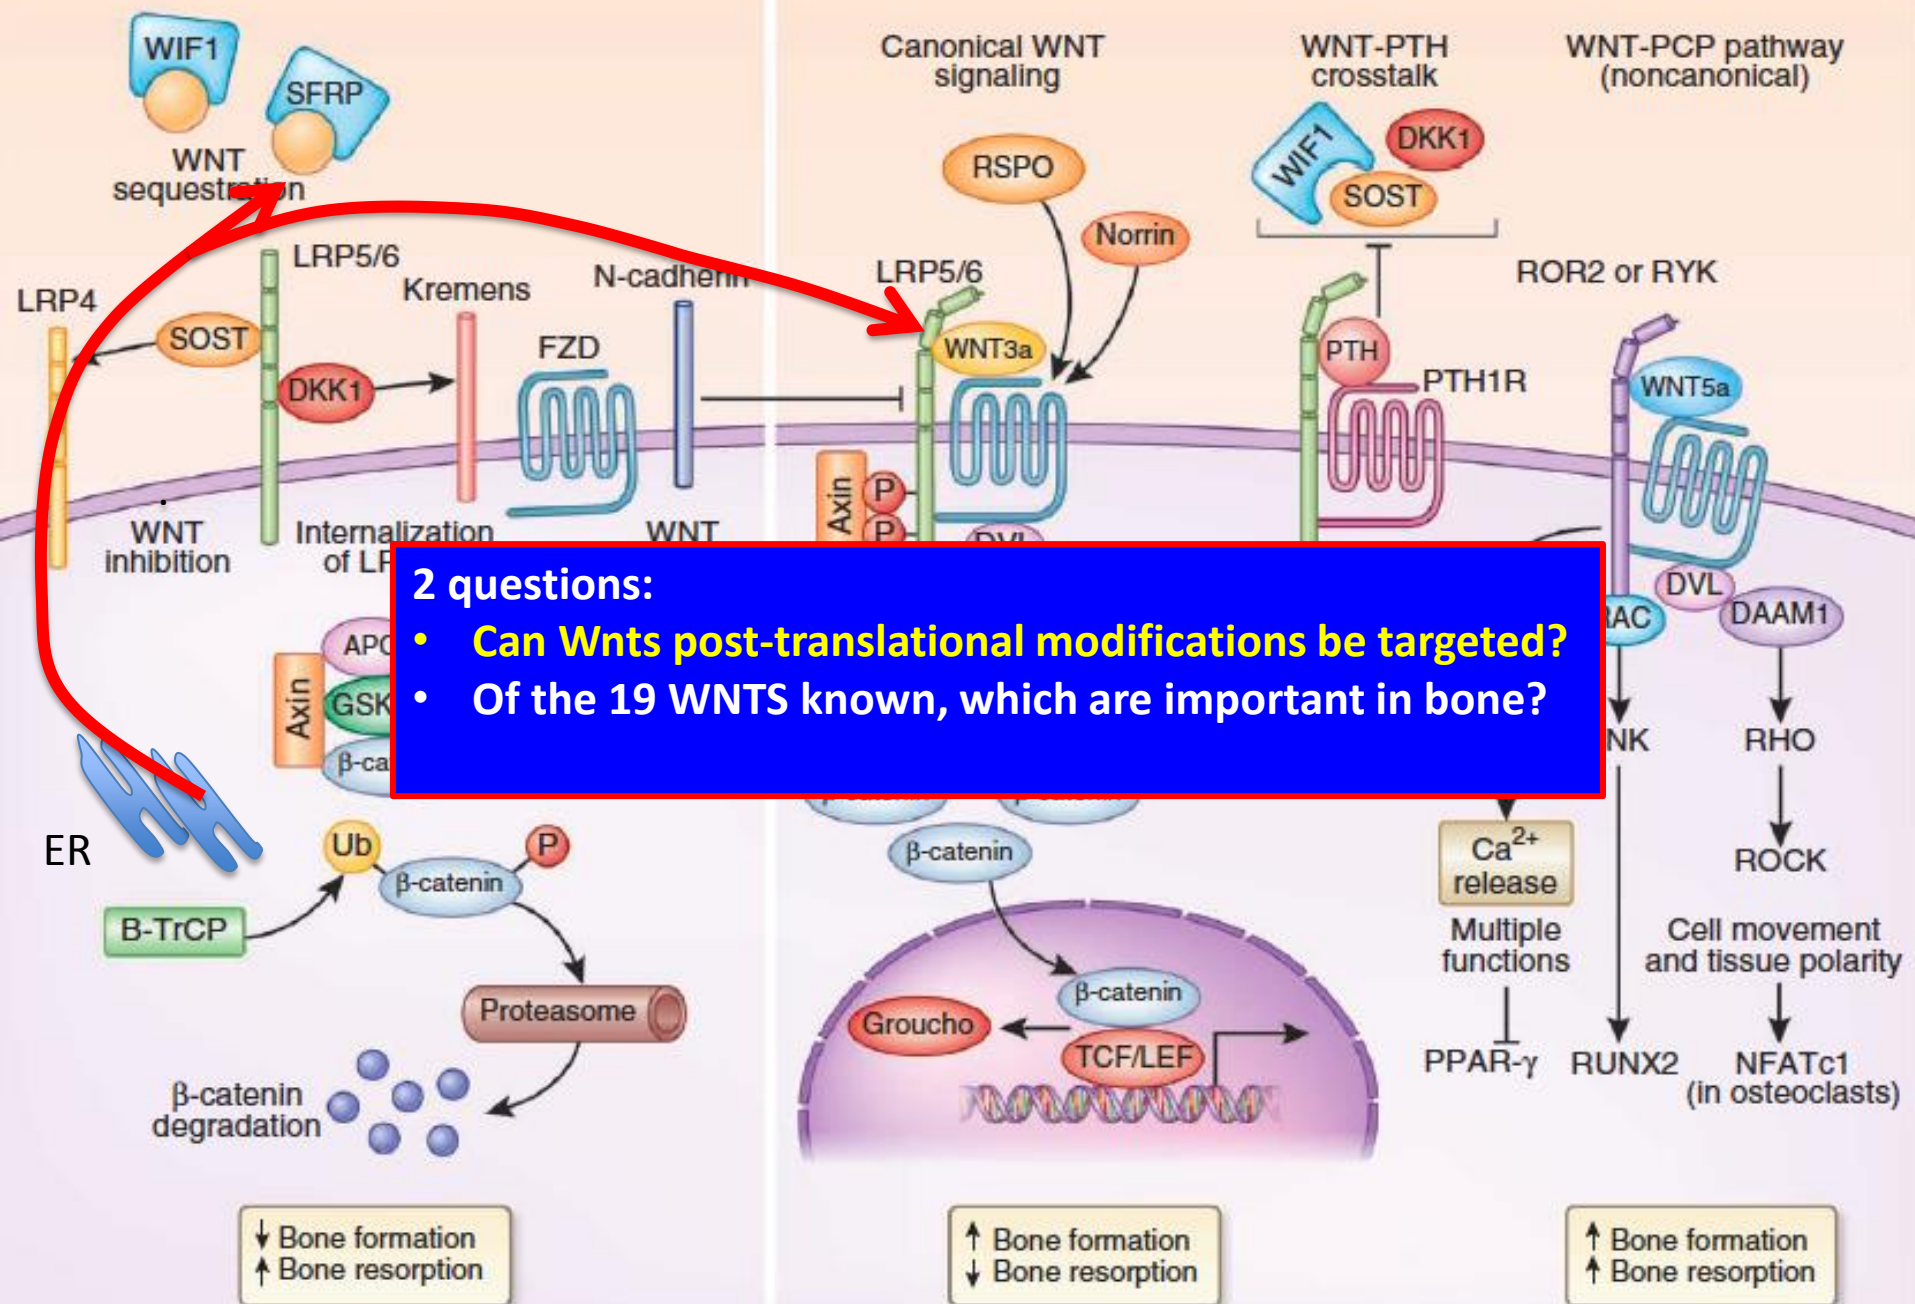 WIF1
SFRP
WNT
sequestration
LRP4
SOST
LRP5/6
DKK1
Kremens
FZD
N-cadherin
WNT
inhibition
Internalization
of
WNT
Axin
APC
ER
Ub
P
β-catenin
B-TrCP
Proteasome
β-catenin
degradation
↓ Bone formation
↑ Bone resorption
Canonical WNT
signaling
RSPO
Norrin
LRP5/6
WNT3a
Axin
P
P
DVL
2 questions:
• Can Wnts post-translational modifications be targeted?
• Of the 19 WNTS known, which are important in bone?
β-catenin
β-catenin
β-catenin
β-catenin
Groucho
TCF/LEF
↑ Bone formation
↓ Bone resorption
WNT-PTH
crosstalk
WIF1
DKK1
SOST
PTH
PTH1R
WNT-PCP pathway
(noncanonical)
ROR2 or RYK
WNT5a
DVL
RAC
DAAM1
RHO
ROCK
Ca2+
release
Multiple
functions
Cell movement
and tissue polarity
PPAR-γ
RUNX2
NFATc1
(in osteoclasts)
↑ Bone formation
↑ Bone resorption